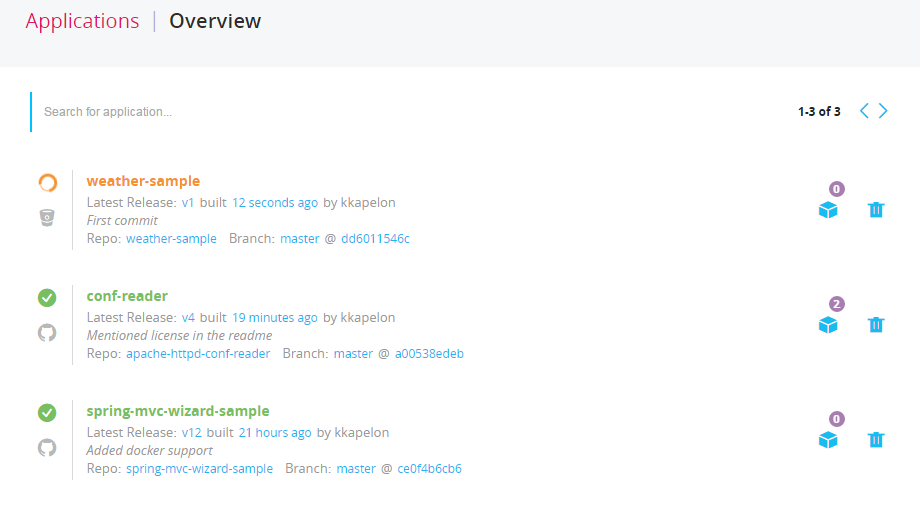 Applications | Overview
Search for application...
1-3 of 3
weather-sample
0
Latest Release: v1 built 12 seconds ago by kkapelon
First commit
Repo: weather-sample Branch: master @ dd6011546c
conf-reader
2
Latest Release: v4 built 19 minutes ago by kkapelon
Mentioned license in the readme
Repo: apache-httpd-conf-reader Branch: master @ a00538edeb
spring-mvc-wizard-sample
0
Latest Release: v12 built 21 hours ago by kkapelon
Added docker support
Repo: spring-mvc-wizard-sample Branch: master @ ce0f4b6cb6